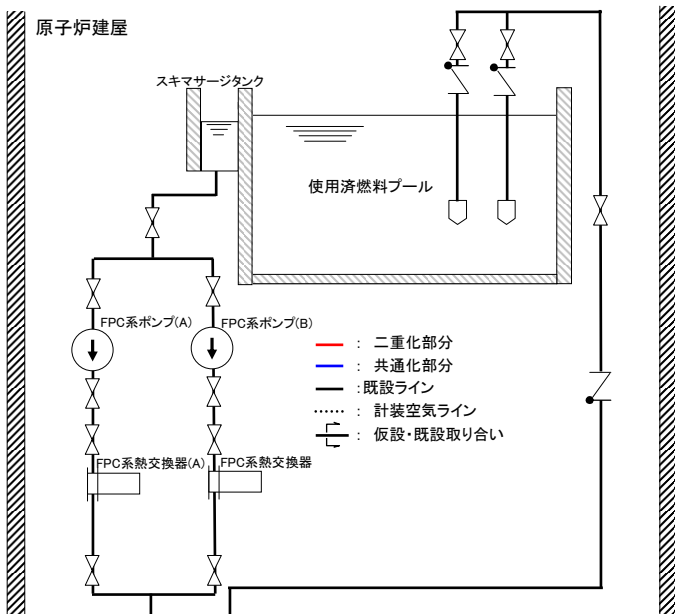 原子炉建屋
スキマサージタンク
使用済燃料プール
FPC系ポンプ(A)
FPC系ポンプ(B)
: 二重化部分
: 共通化部分
:既設ライン
: 計装空気ライン
: 仮設・既設取り合い
FPC系熱交換器(A)
FPC系熱交換器